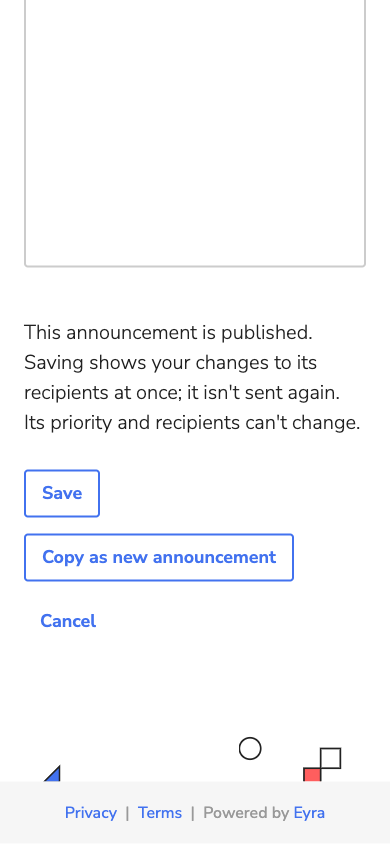 This announcement is published.
Saving shows your changes to its
recipients at once; it isn't sent again.
Its priority and recipients can't change.
Save
Copy as new announcement
Cancel
Privacy | Terms | Powered by Eyra